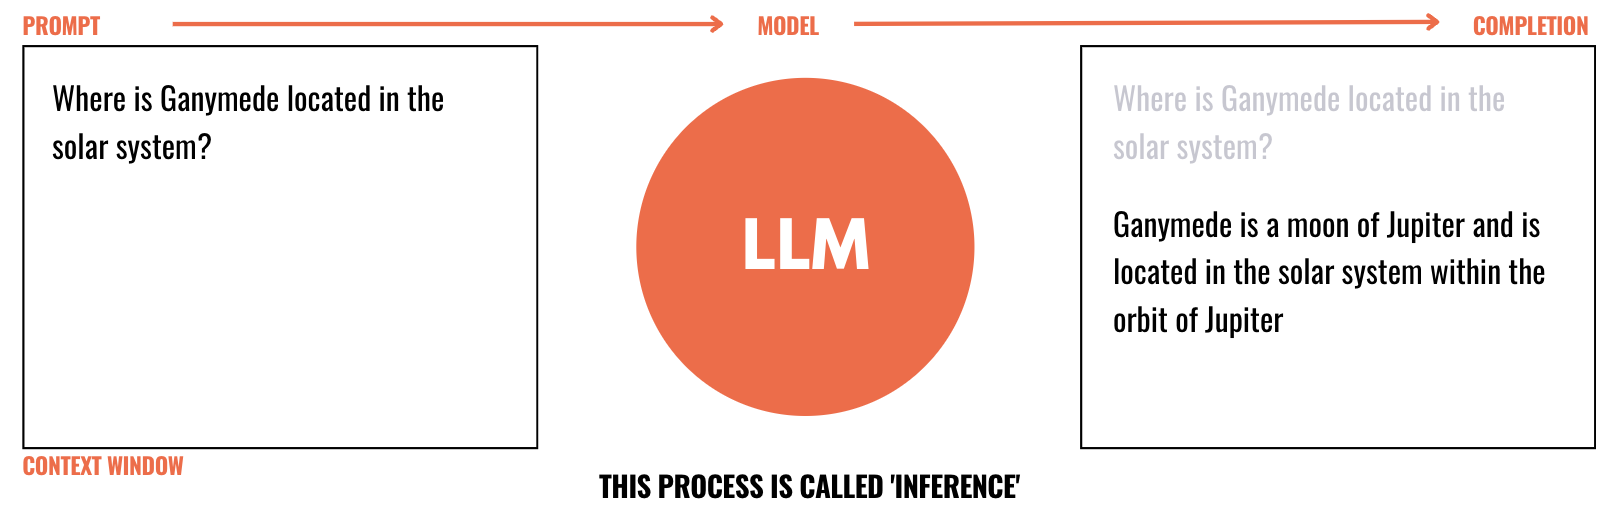 PROMPT
MODEL
COMPLETION
Where is Ganymede located in the
solar system?
LLM
Where is Ganymede located in the
solar system?
Ganymede is a moon of Jupiter and is
located in the solar system within the
orbit of Jupiter
CONTEXT WINDOW
THIS PROCESS IS CALLED 'INFERENCE'